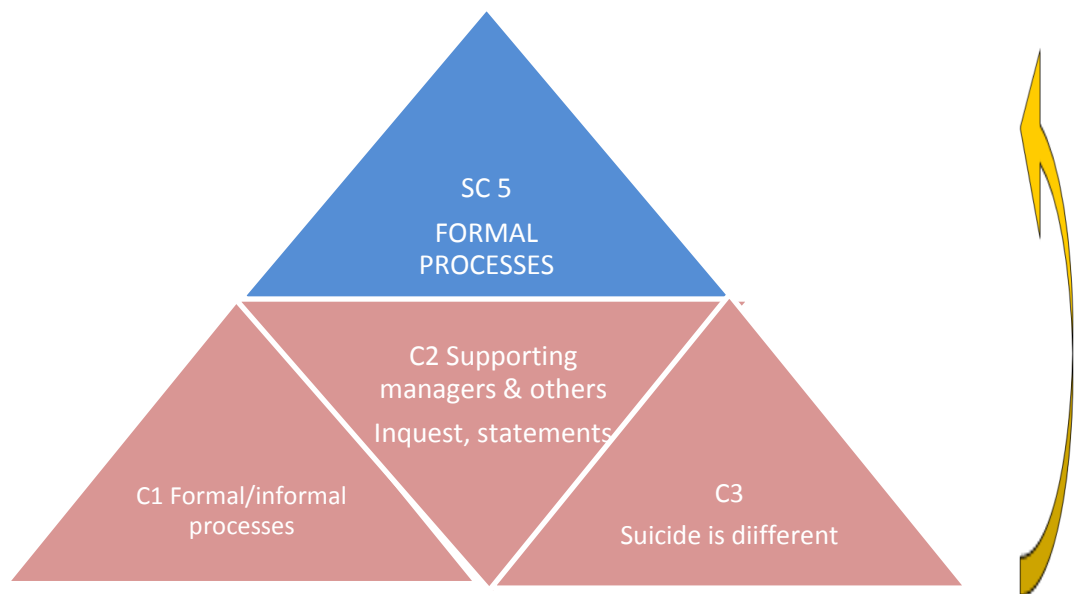 SC 5
FORMAL
PROCESSES
C2 Supporting
managers & others
Inquest, statements
C1 Formal/informal
processes
C3
Suicide is diifferent